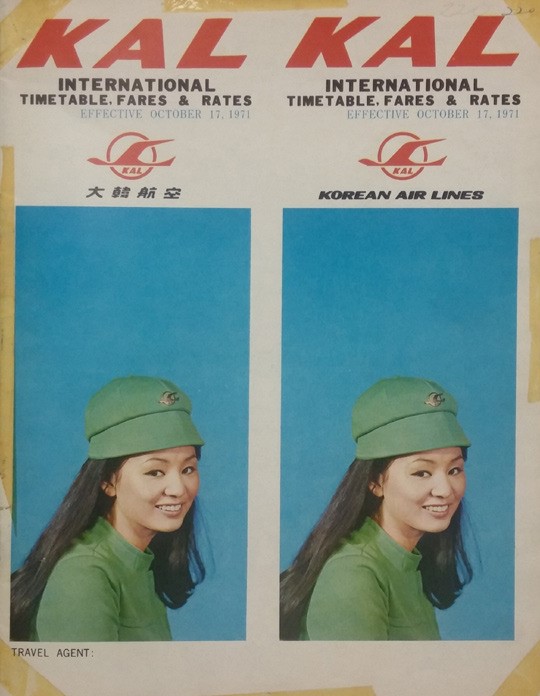 KAL
INTERNATIONAL
TIMETABLE, FARES & RATES
EFFECTIVE OCTOBER 17, 1971
KAL
大韓航空
KAL
INTERNATIONAL
TIMETABLE, FARES & RATES
EFFECTIVE OCTOBER 17, 1971
KAL
KOREAN AIR LINES
TRAVEL AGENT: